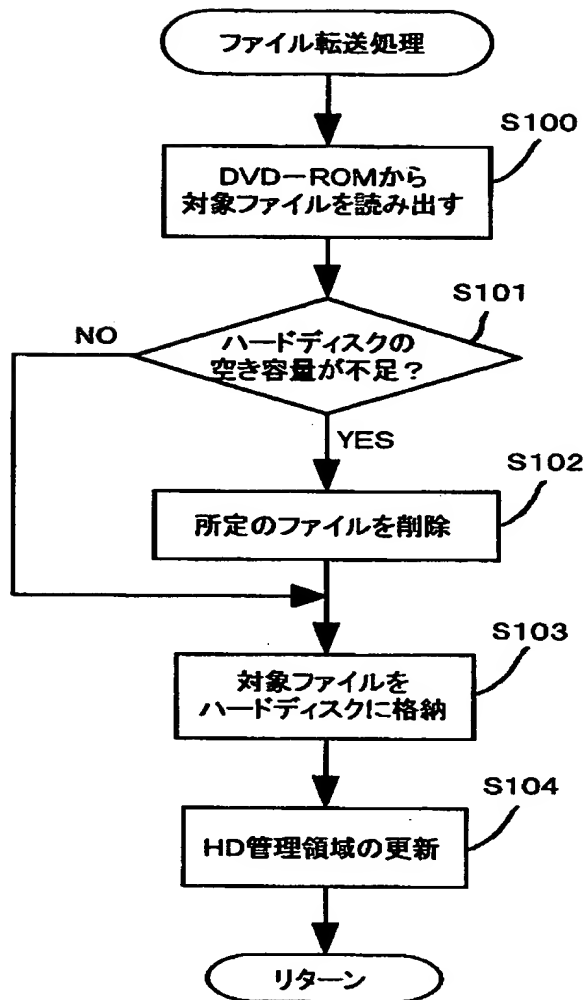 ファイル転送処理
S100
DVD－ROMから
対象ファイルを読み出す
S101
NO
ハードディスクの
空き容量が不足？
YES
S102
所定のファイルを削除
S103
対象ファイルを
ハードディスクに格納
S104
HD管理領域の更新
リターン